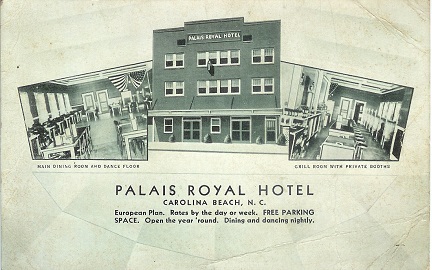 PALAIS ROYAL HOTEL
MAIN DINING ROOM AND DANCE FLOOR
GRILL ROOM WITH PRIVATE BOOTHS
PALAIS ROYAL HOTEL
CAROLINA BEACH, N. C.
European Plan. Rates by the day or week. FREE PARKING
SPACE. Open the year 'round. Dining and dancing nightly.